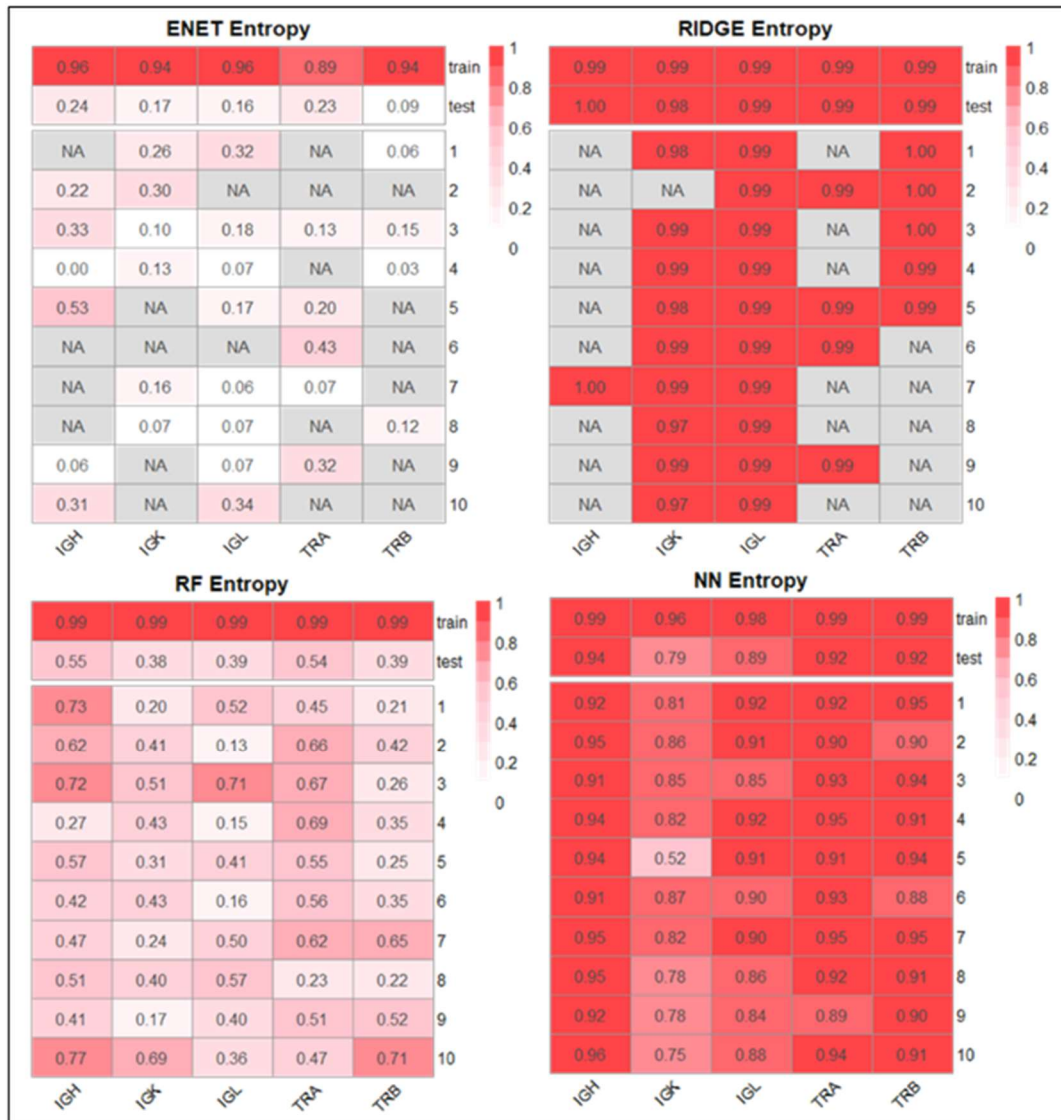 ENET Entropy
0.96 0.94 0.96 0.89 0.94 train
0.24 0.17 0.16 0.23 0.09 test
NA 0.26 0.32 NA 0.06 1
0.22 0.30 NA NA NA 2
0.33 0.10 0.18 0.13 0.15 3
0.00 0.13 0.07 NA 0.03 4
0.53 NA 0.17 0.20 NA 5
NA NA NA 0.43 NA 6
NA 0.16 0.06 0.07 NA 7
NA 0.07 0.07 NA 0.12 8
0.06 NA 0.07 0.32 NA 9
0.31 NA 0.34 NA NA 10
IGH IGK IGL TRA TRB
1
0.8
0.6
0.4
0.2
0
RIDGE Entropy
0.99 0.99 0.99 0.99 0.99 train
1.00 0.98 0.99 0.99 0.99 test
NA 0.98 0.99 NA 1.00 1
NA NA 0.99 0.99 1.00 2
NA 0.99 0.99 NA 1.00 3
NA 0.99 0.99 NA 0.99 4
NA 0.98 0.99 0.99 0.99 5
NA 0.99 0.99 0.99 NA 6
1.00 0.99 0.99 NA NA 7
NA 0.97 0.99 NA NA 8
NA 0.99 0.99 0.99 NA 9
NA 0.97 0.99 NA NA 10
IGH IGK IGL TRA TRB
1
0.8
0.6
0.4
0.2
0
RF Entropy
0.99 0.99 0.99 0.99 0.99 train
0.55 0.38 0.39 0.54 0.39 test
0.73 0.20 0.52 0.45 0.21 1
0.62 0.41 0.13 0.66 0.42 2
0.72 0.51 0.71 0.67 0.26 3
0.27 0.43 0.15 0.69 0.35 4
0.57 0.31 0.41 0.55 0.25 5
0.42 0.43 0.16 0.56 0.35 6
0.47 0.24 0.50 0.62 0.65 7
0.51 0.40 0.57 0.23 0.22 8
0.41 0.17 0.40 0.51 0.52 9
0.77 0.69 0.36 0.47 0.71 10
IGH IGK IGL TRA TRB
1
0.8
0.6
0.4
0.2
0
NN Entropy
0.99 0.96 0.98 0.99 0.99 train
0.94 0.79 0.89 0.92 0.92 test
0.92 0.81 0.92 0.92 0.95 1
0.95 0.86 0.91 0.90 0.90 2
0.91 0.85 0.85 0.93 0.94 3
0.94 0.82 0.92 0.95 0.91 4
0.94 0.52 0.91 0.91 0.94 5
0.91 0.87 0.90 0.93 0.88 6
0.95 0.82 0.90 0.95 0.95 7
0.95 0.78 0.86 0.92 0.91 8
0.92 0.78 0.84 0.89 0.90 9
0.96 0.75 0.88 0.94 0.91 10
IGH IGK IGL TRA TRB
1
0.8
0.6
0.4
0.2
0